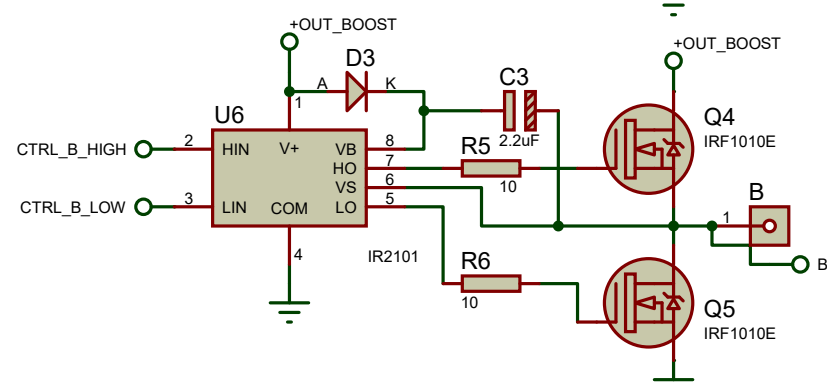 +OUT_BOOST
+OUT_BOOST
D3
A
K
C3
2.2uF
U6
1
Q4
IRF1010E
CTRL_B_HIGH
2
HIN
V+
VB
8
HO
7
R5
10
VS
6
CTRL_B_LOW
3
LIN
COM
LO
5
1
B
4
IR2101
R6
10
B
Q5
IRF1010E